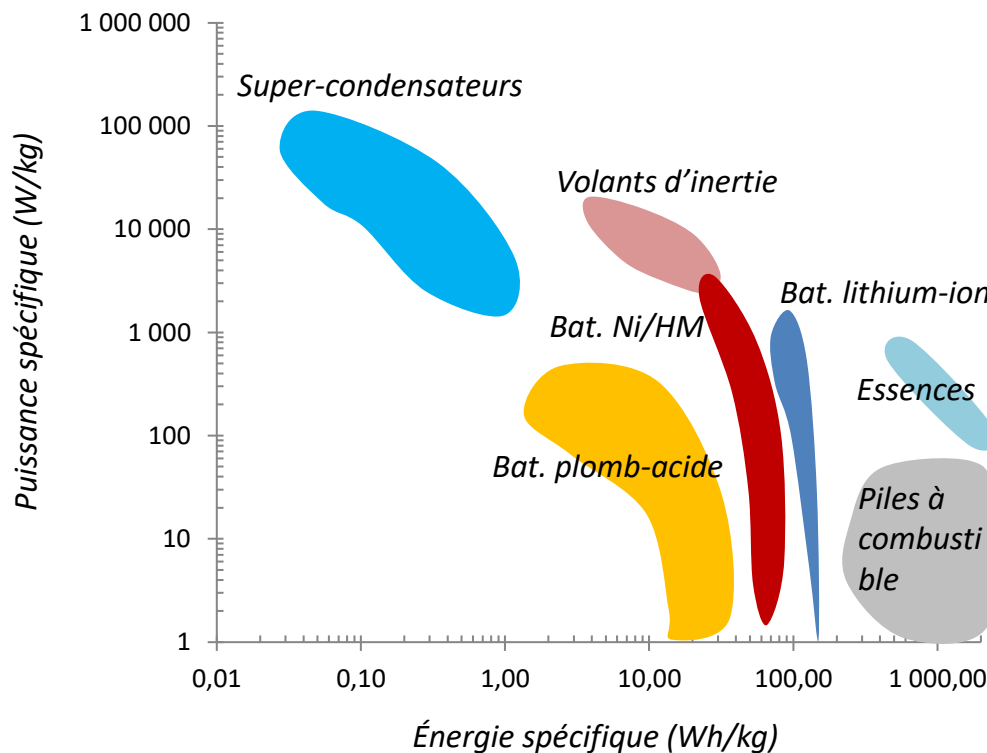 1 000 000
Super-condensateurs
100 000
Volants d’inertie
10 000
Bat. lithium-ion
1 000
Bat. Ni/HM
Essences
100
Bat. plomb-acide
Piles à
combusti
ble
10
1
0,01
0,10
1,00
10,00
100,00
1 000,00
Puissance spécifique (W/kg)
Énergie spécifique (Wh/kg)